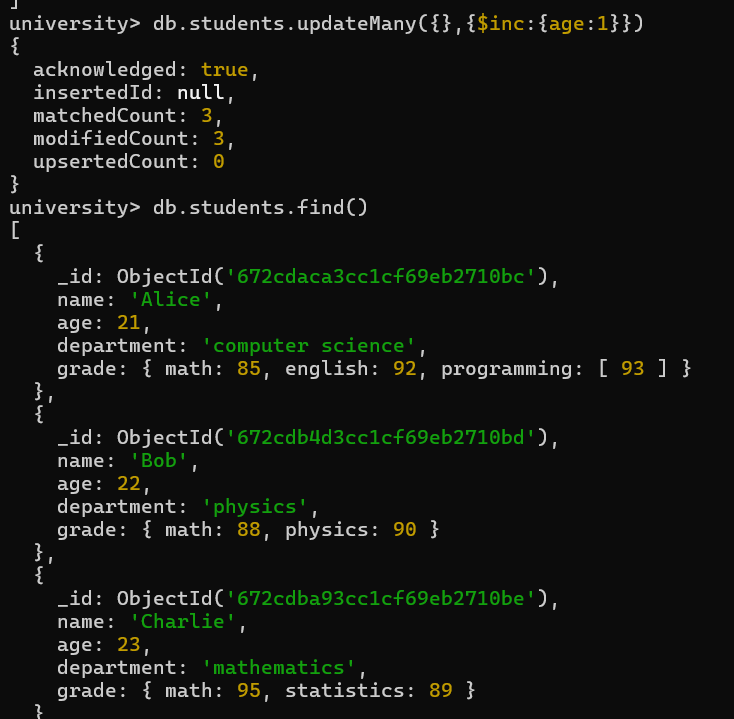 ]
university> db.students.updateMany({},{$inc:{age:1}})
{
  acknowledged: true,
  insertedId: null,
  matchedCount: 3,
  modifiedCount: 3,
  upsertedCount: 0
}
university> db.students.find()
[
  {
    _id: ObjectId('672cdaca3cc1cf69eb2710bc'),
    name: 'Alice',
    age: 21,
    department: 'computer science',
    grade: { math: 85, english: 92, programming: [ 93 ] }
  },
  {
    _id: ObjectId('672cdb4d3cc1cf69eb2710bd'),
    name: 'Bob',
    age: 22,
    department: 'physics',
    grade: { math: 88, physics: 90 }
  },
  {
    _id: ObjectId('672cdba93cc1cf69eb2710be'),
    name: 'Charlie',
    age: 23,
    department: 'mathematics',
    grade: { math: 95, statistics: 89 }
  }